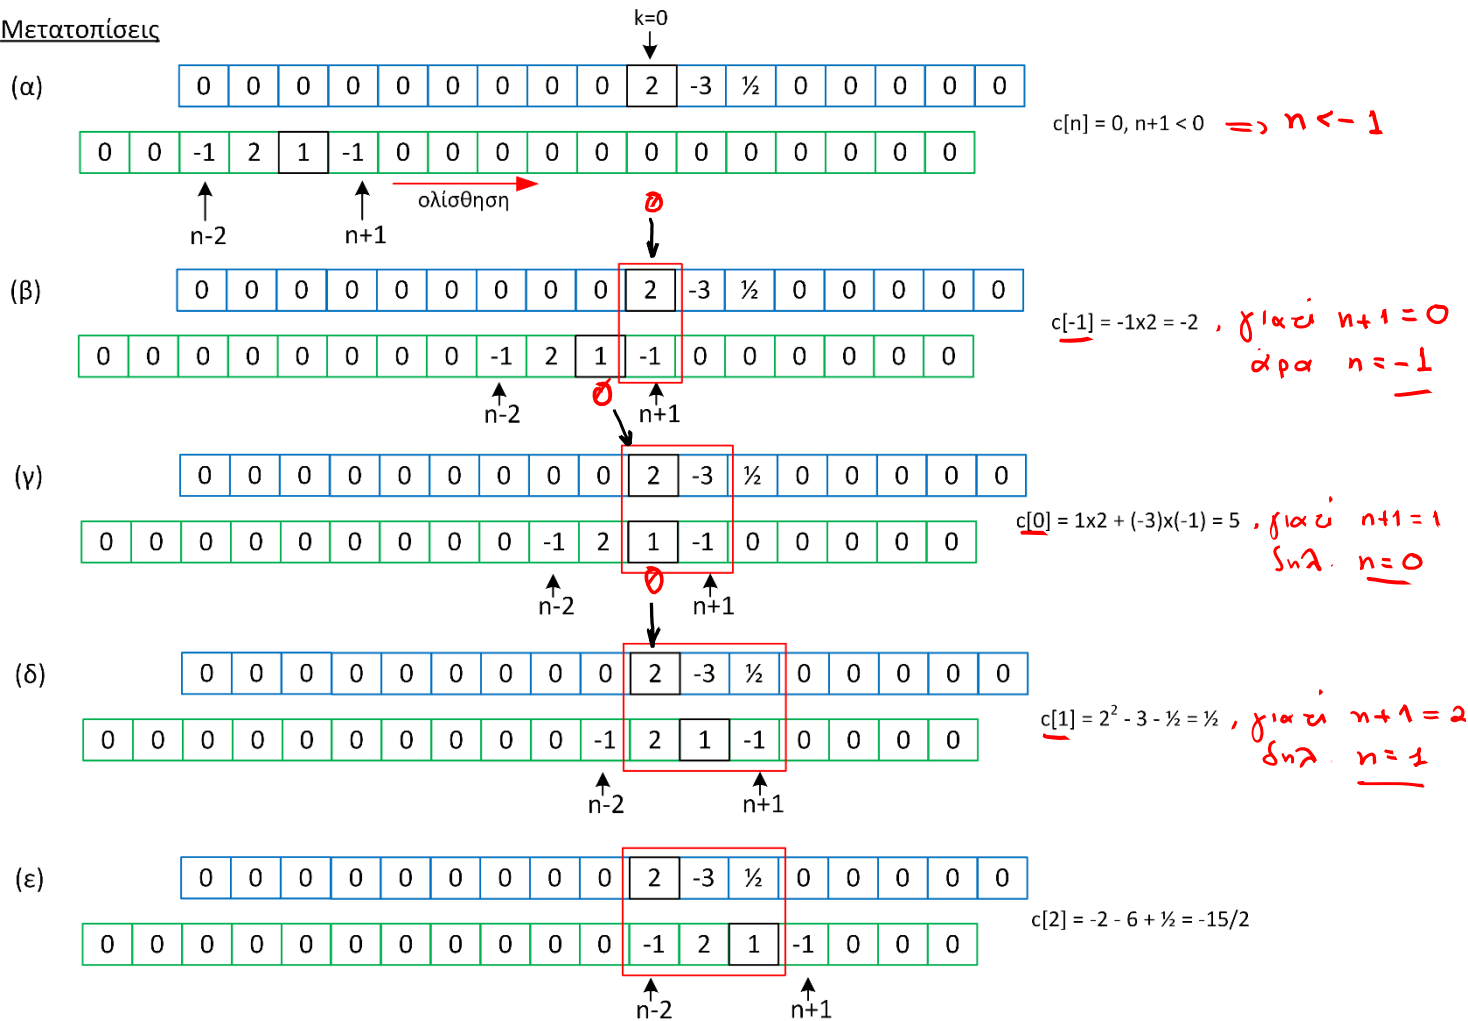 Μετατοπίσεις
k=0
(α)
0 0 0 0 0 0 0 0 0 2 -3 ½ 0 0 0 0 0
c[n] = 0, n+1 < 0 => n < -1
0 0 -1 2 1 -1 0 0 0 0 0 0 0 0 0 0 0 0
ολίσθηση
0
n-2 n+1
(β)
0 0 0 0 0 0 0 0 0 2 -3 ½ 0 0 0 0 0
c[-1] = -1x2 = -2 , γιατί n+1 = 0
0 0 0 0 0 0 0 0 -1 2 1 -1 0 0 0 0 0 0
άρα n = -1
0
n-2 n+1
(γ)
0 0 0 0 0 0 0 0 0 2 -3 ½ 0 0 0 0 0
c[0] = 1x2 + (-3)x(-1) = 5 , γιατί n+1 = 1
0 0 0 0 0 0 0 0 0 -1 2 1 -1 0 0 0 0 0
δηλ. n = 0
0
n-2 n+1
(δ)
0 0 0 0 0 0 0 0 0 2 -3 ½ 0 0 0 0 0
c[1] = 2² - 3 - ½ = ½ , γιατί n+1 = 2
0 0 0 0 0 0 0 0 0 0 -1 2 1 -1 0 0 0 0
δηλ. n = 1
n-2 n+1
(ε)
0 0 0 0 0 0 0 0 0 2 -3 ½ 0 0 0 0 0
c[2] = -2 - 6 + ½ = -15/2
0 0 0 0 0 0 0 0 0 0 0 -1 2 1 -1 0 0 0
n-2 n+1